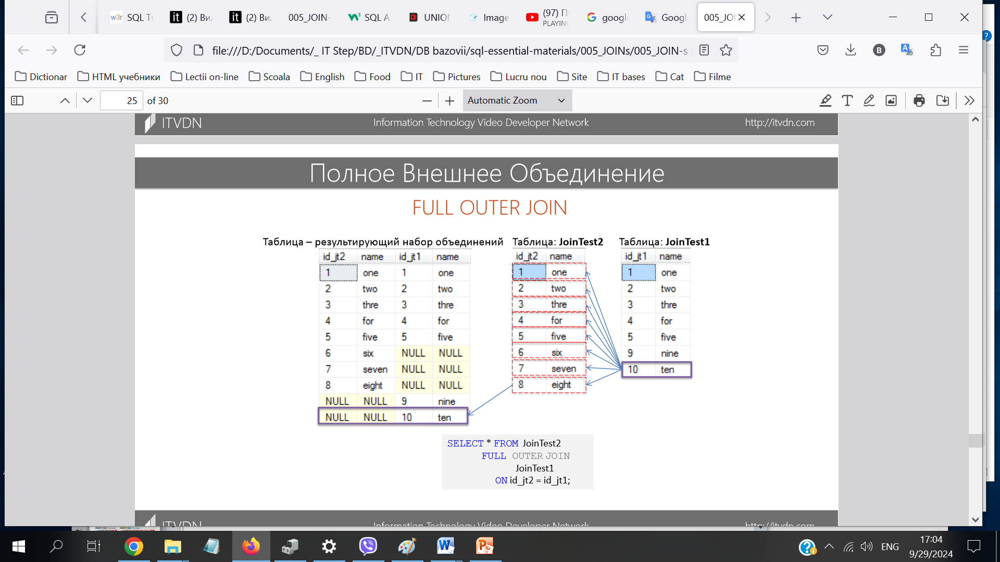 w3r SQL Tu
it (2) Ви
it (2) Ви
005_JOIN-
SQL A
UNIO
Image
(97) П
PLAYING
googl
Googl
005_JO
file:///D:/Documents/_ IT Step/BD/_ITVDN/DB bazovii/sql-essential-materials/005_JOINs/005_JOIN-s
B
Dictionar HTML учебники Lectii on-line Scoala English Food IT Pictures Lucru nou Site IT bases Cat Filme
25 of 30 Automatic Zoom
ITVDN Information Technology Video Developer Network http://itvdn.com
Полное Внешнее Объединение
FULL OUTER JOIN
Таблица – результирующий набор объединений Таблица: JoinTest2 Таблица: JoinTest1
id_jt2 name id_jt1 name id_jt2 name id_jt1 name
1 one 1 one 1 one 1 one
2 two 2 two 2 two 2 two
3 thre 3 thre 3 thre 3 thre
4 for 4 for 4 for 4 for
5 five 5 five 5 five 5 five
6 six NULL NULL 6 six 9 nine
7 seven NULL NULL 7 seven 10 ten
8 eight NULL NULL 8 eight
NULL NULL 9 nine
NULL NULL 10 ten
SELECT * FROM JoinTest2
FULL OUTER JOIN
JoinTest1
ON id_jt2 = id_jt1;
ITVDN Information Technology Video Developer Network http://itvdn.com
ENG
17:04
9/29/2024